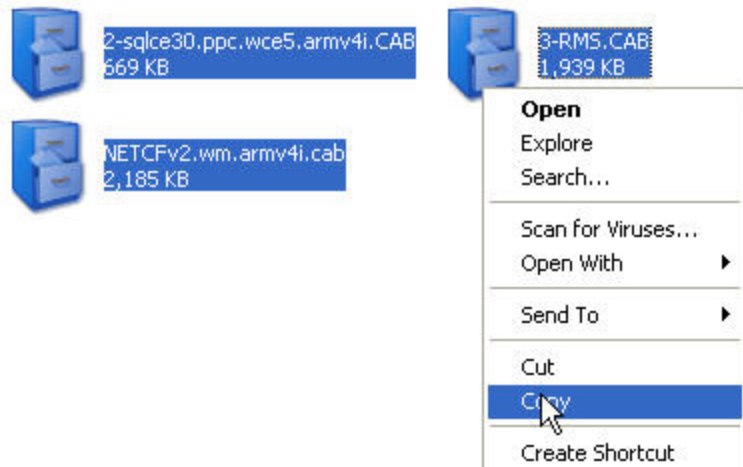 2-sqlce30.ppc.wce5.armv4i.CAB
669 KB
3-RMS.CAB
1,939 KB
NETCFv2.wm.armv4i.cab
2,185 KB
Open
Explore
Search...
Scan for Viruses...
Open With
Send To
Cut
Copy
Create Shortcut